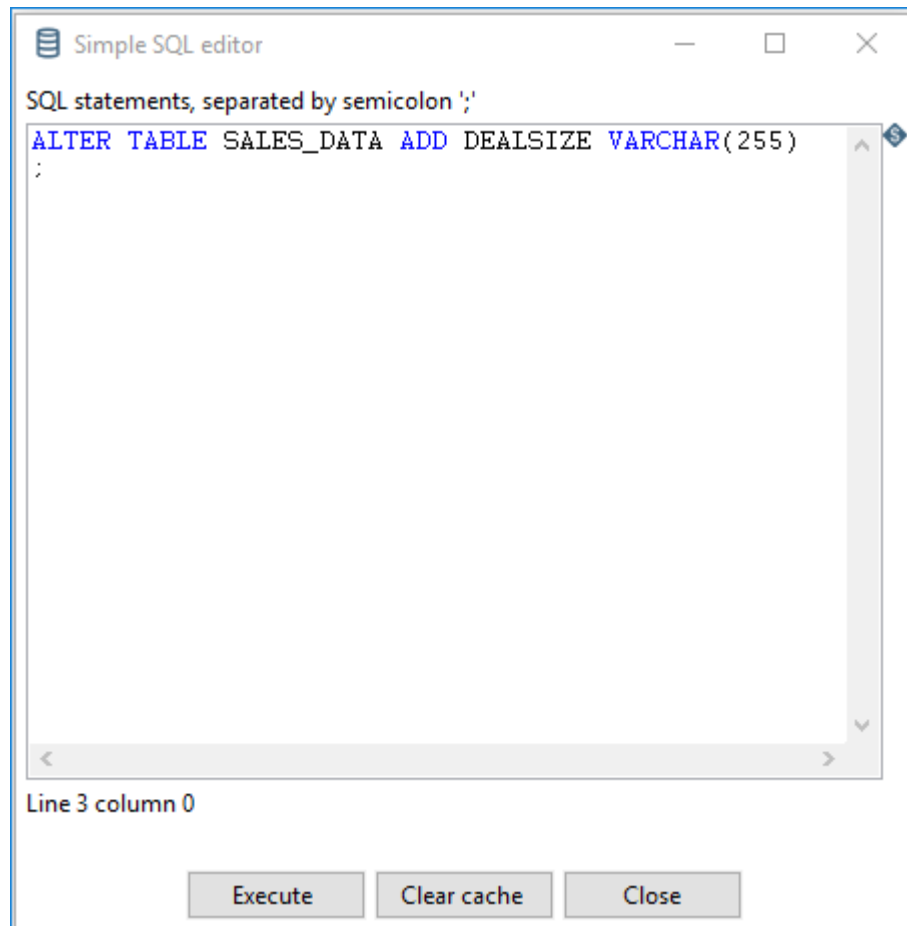 Simple SQL editor
SQL statements, separated by semicolon ';'
ALTER TABLE SALES_DATA ADD DEALSIZE VARCHAR(255)
;
Line 3 column 0
Execute Clear cache Close